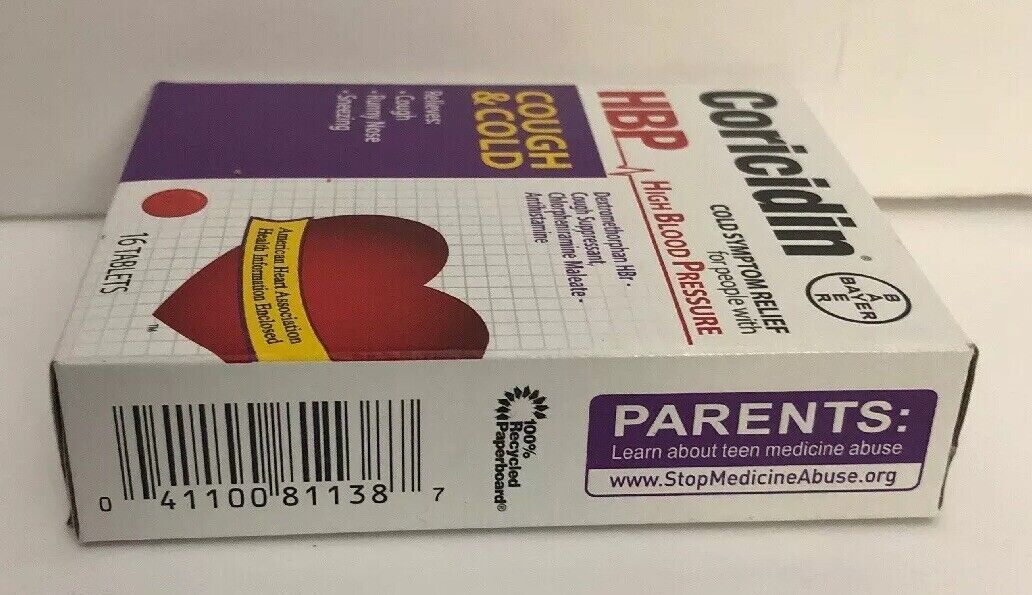 Coricidin®
BAYER
BAYER
HBP
COLD SYMPTOM RELIEF
for people with
HIGH BLOOD PRESSURE
COUGH
& COLD
Dextromethorphan HBr -
Cough Suppressant,
Chlorpheniramine Maleate -
Antihistamine
Relieves:
• Cough
• Runny Nose
• Sneezing
American Heart Association
Health Information Enclosed
™
16 TABLETS
0 41100 81138 7
100%
Recycled
Paperboard®
PARENTS:
Learn about teen medicine abuse
www.StopMedicineAbuse.org